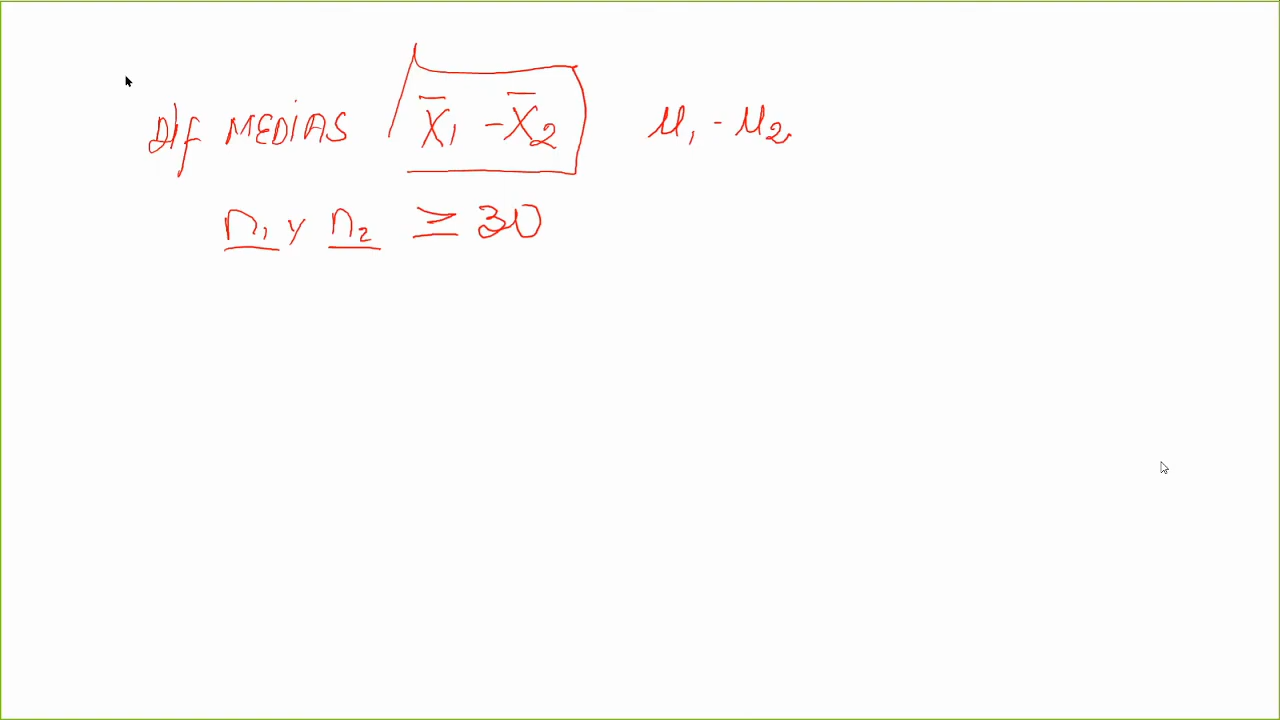 Dif MEDiAS X̄₁ - X̄₂ μ₁ - μ₂
n₁ y n₂ ≥ 30